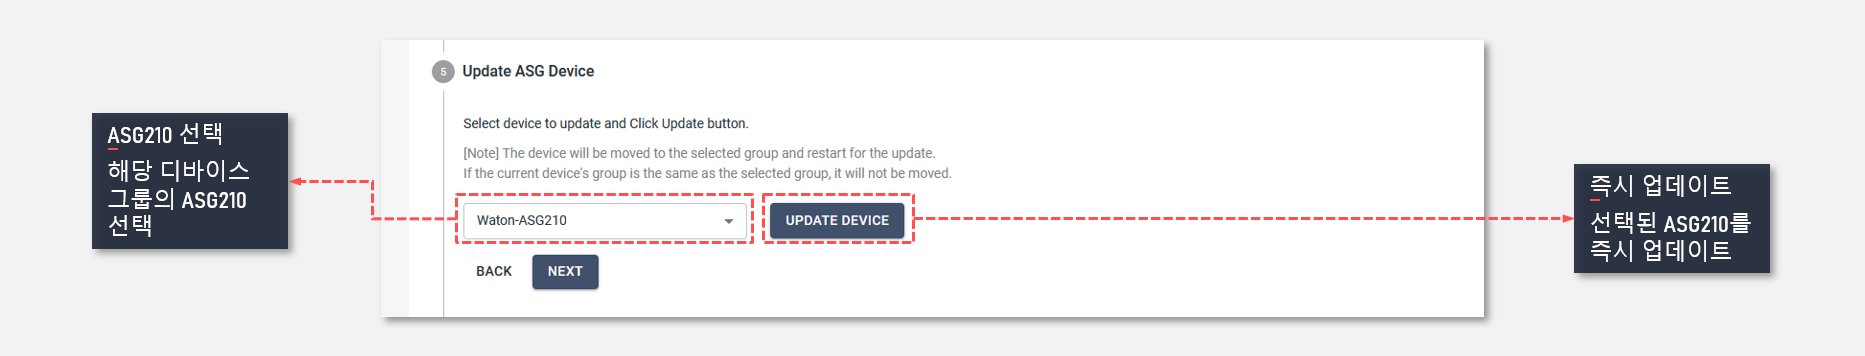 5 Update ASG Device
Select device to update and Click Update button.
[Note] The device will be moved to the selected group and restart for the update.
If the current device's group is the same as the selected group, it will not be moved.
Waton-ASG210
UPDATE DEVICE
BACK
NEXT
ASG210 선택
해당 디바이스
그룹의 ASG210
선택
즉시 업데이트
선택된 ASG210를
즉시 업데이트